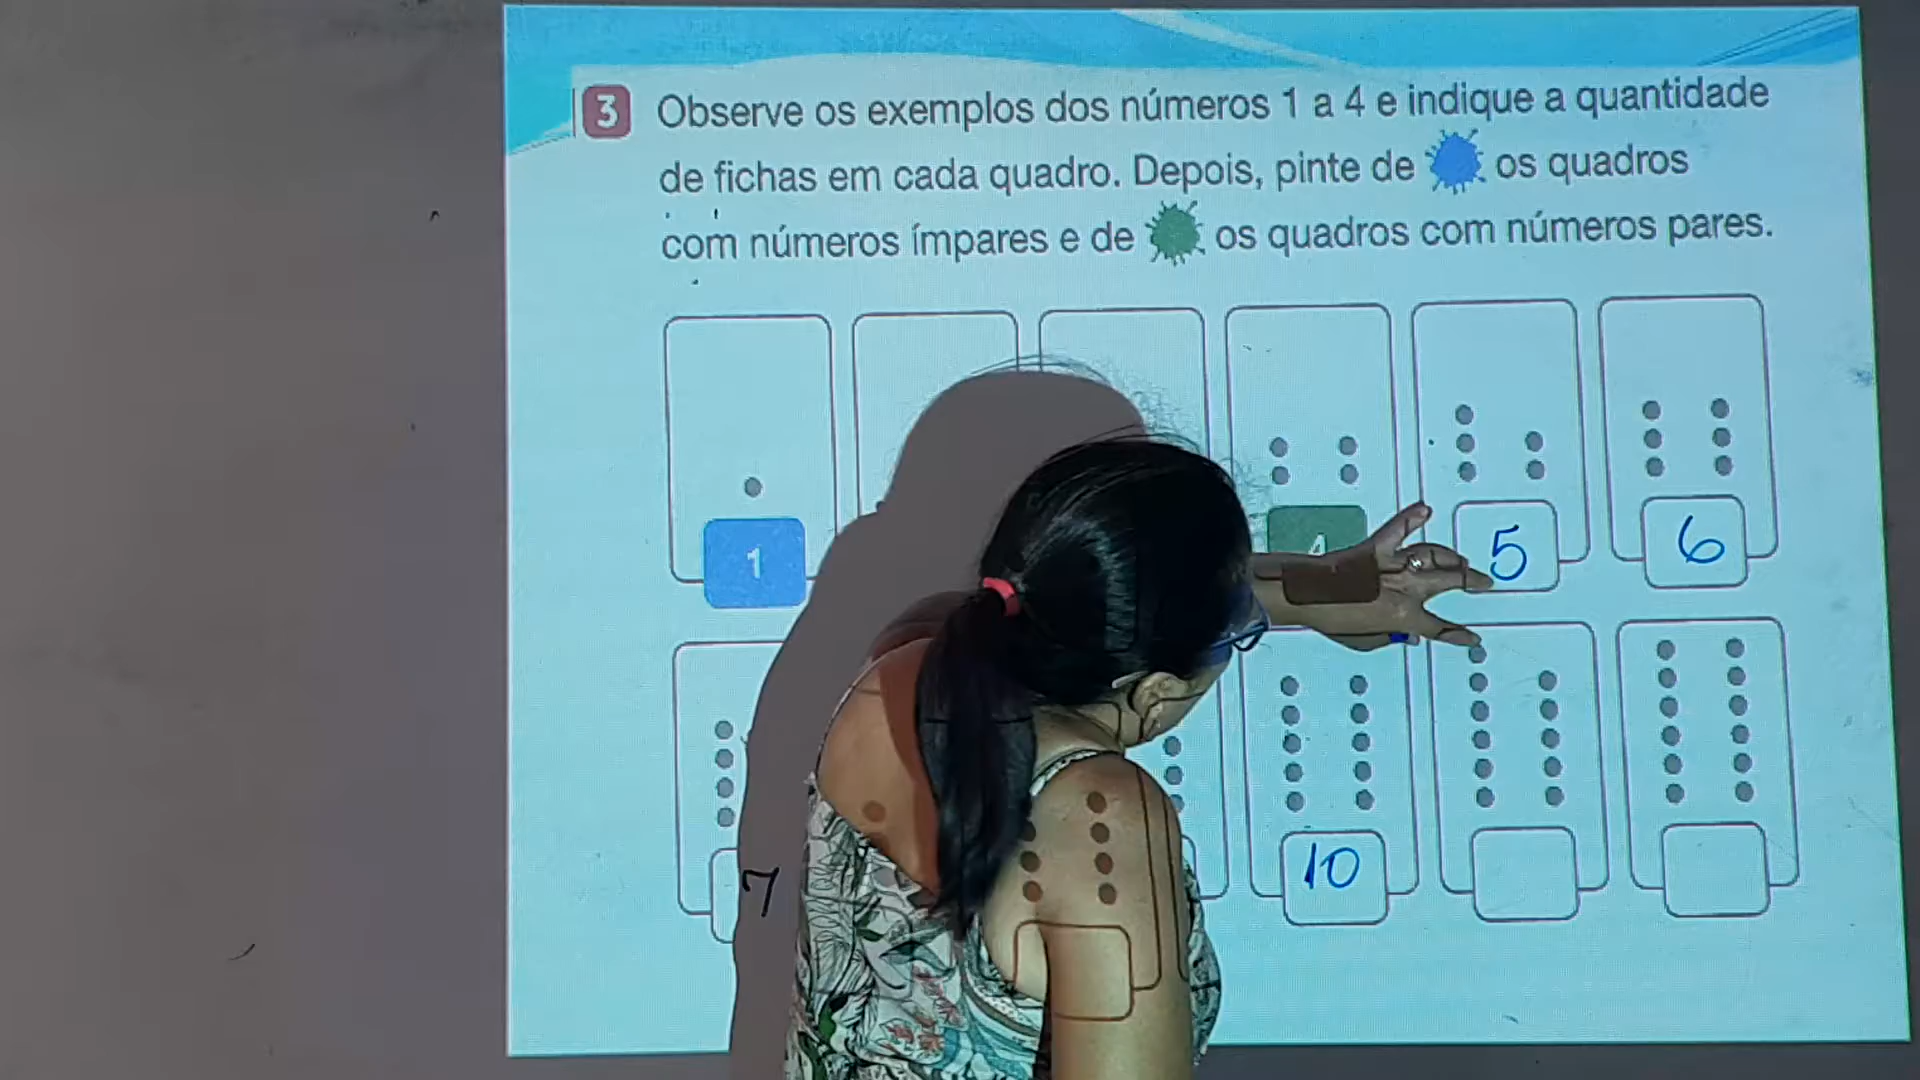 3 Observe os exemplos dos números 1 a 4 e indique a quantidade
de fichas em cada quadro. Depois, pinte de os quadros
com números ímpares e de os quadros com números pares.
1 4 5 6
7 10